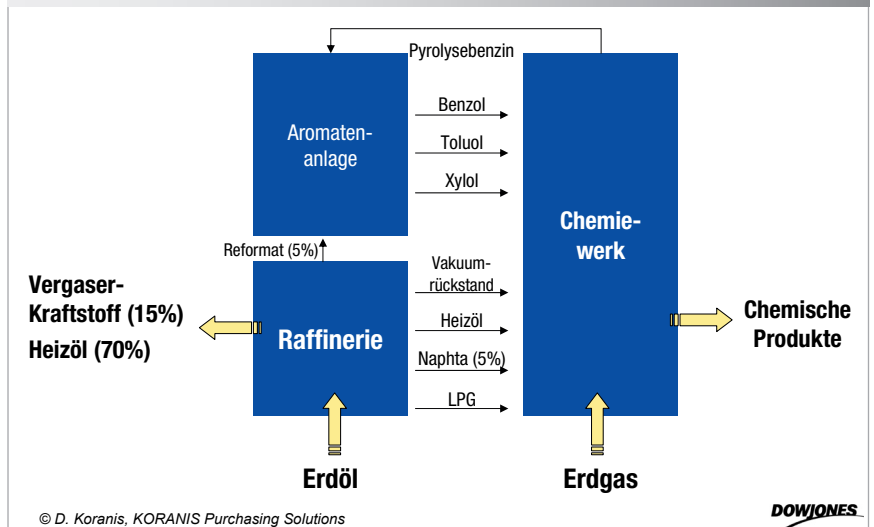 Pyrolysebenzin
Aromaten-
anlage
Benzol
Toluol
Xylol
Chemie-
werk
Reformat (5%)
Vergaser-
Kraftstoff (15%)
Heizöl (70%)
Raffinerie
Vakuum-
rückstand
Heizöl
Naphta (5%)
LPG
Chemische
Produkte
Erdöl
Erdgas
© D. Koranis, KORANIS Purchasing Solutions
DOWJONES